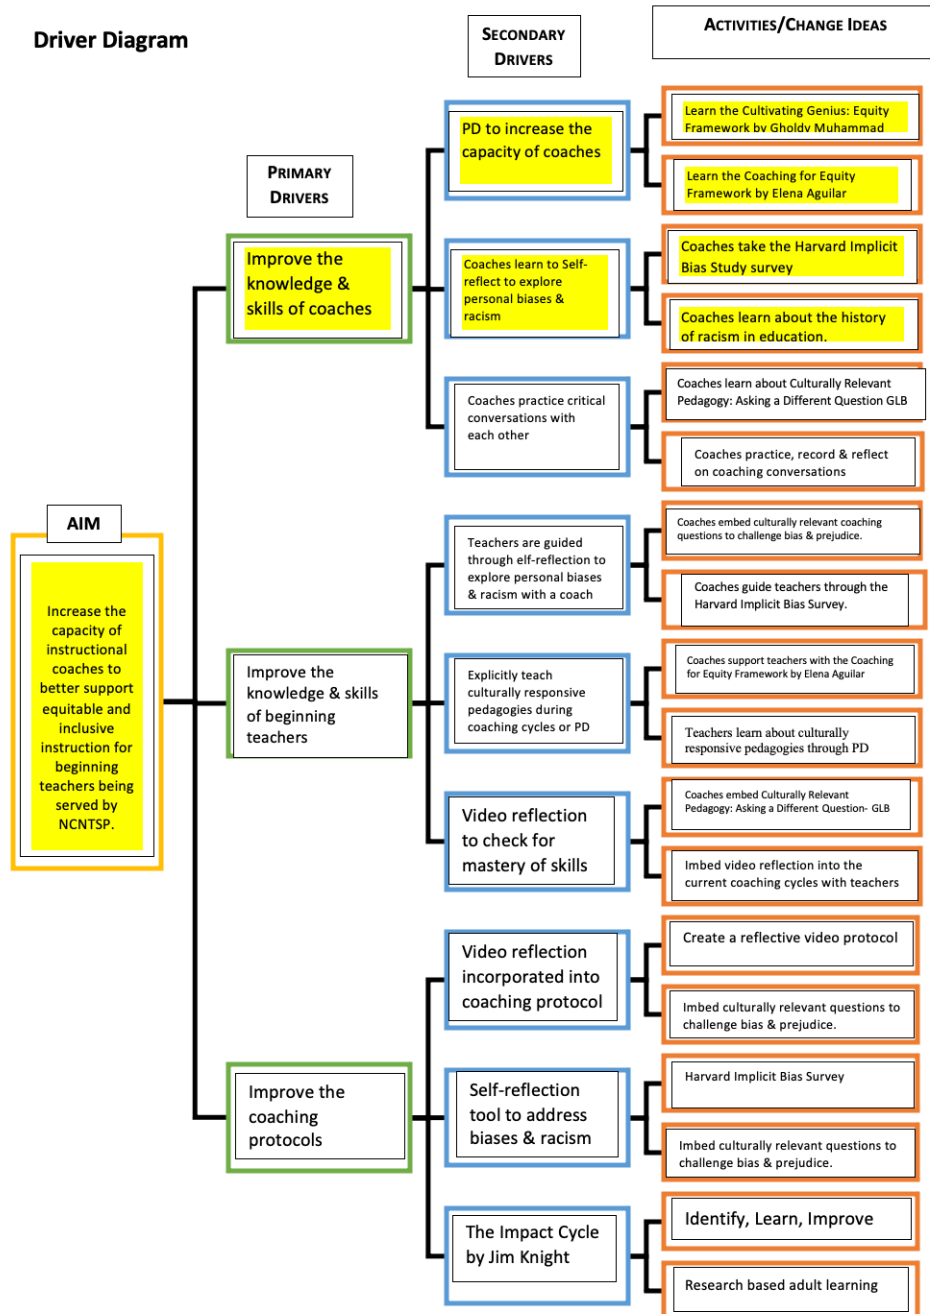 Driver Diagram
SECONDARY
DRIVERS
ACTIVITIES/CHANGE IDEAS
PRIMARY
DRIVERS
AIM
Increase the
capacity of
instructional
coaches to
better support
equitable and
inclusive
instruction for
beginning
teachers being
served by
NCNTSP.
Improve the
knowledge &
skills of coaches
PD to increase the
capacity of coaches
Learn the Cultivating Genius: Equity
Framework by Gholdy Muhammad
Learn the Coaching for Equity
Framework by Elena Aguilar
Coaches learn to Self-
reflect to explore
personal biases &
racism
Coaches take the Harvard Implicit
Bias Study survey
Coaches learn about the history
of racism in education.
Coaches practice critical
conversations with
each other
Coaches learn about Culturally Relevant
Pedagogy: Asking a Different Question GLB
Coaches practice, record & reflect
on coaching conversations
Improve the
knowledge & skills
of beginning
teachers
Teachers are guided
through elf-reflection to
explore personal biases
& racism with a coach
Coaches embed culturally relevant coaching
questions to challenge bias & prejudice.
Coaches guide teachers through the
Harvard Implicit Bias Survey.
Explicitly teach
culturally responsive
pedagogies during
coaching cycles or PD
Coaches support teachers with the Coaching
for Equity Framework by Elena Aguilar
Teachers learn about culturally
responsive pedagogies through PD
Video reflection
to check for
mastery of skills
Coaches embed Culturally Relevant
Pedagogy: Asking a Different Question- GLB
Imbed video reflection into the
current coaching cycles with teachers
Improve the
coaching
protocols
Video reflection
incorporated into
coaching protocol
Create a reflective video protocol
Imbed culturally relevant questions to
challenge bias & prejudice.
Self-reflection
tool to address
biases & racism
Harvard Implicit Bias Survey
Imbed culturally relevant questions to
challenge bias & prejudice.
The Impact Cycle
by Jim Knight
Identify, Learn, Improve
Research based adult learning